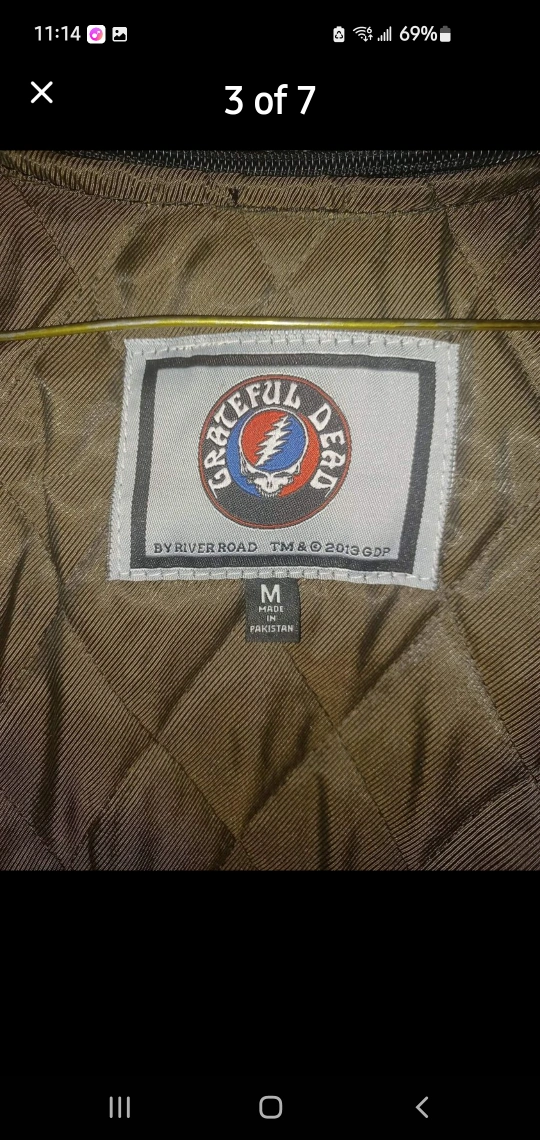 11:14
69%
3 of 7
GRATEFUL DEAD
BY RIVER ROAD TM & © 2013 GDP
M
MADE
IN
PAKISTAN